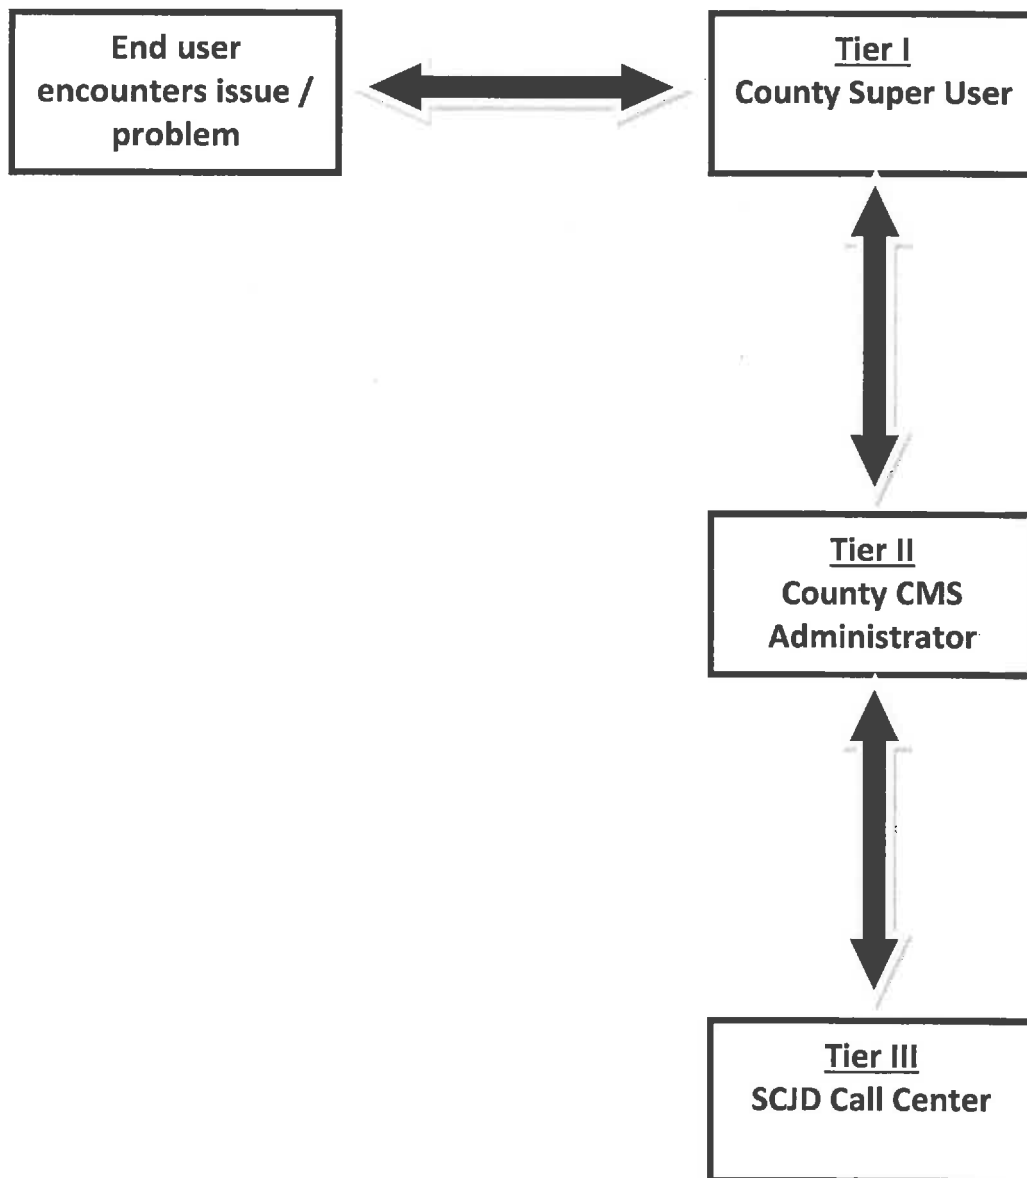 End user
encounters issue /
problem
Tier I
County Super User
Tier II
County CMS
Administrator
Tier III
SCJD Call Center